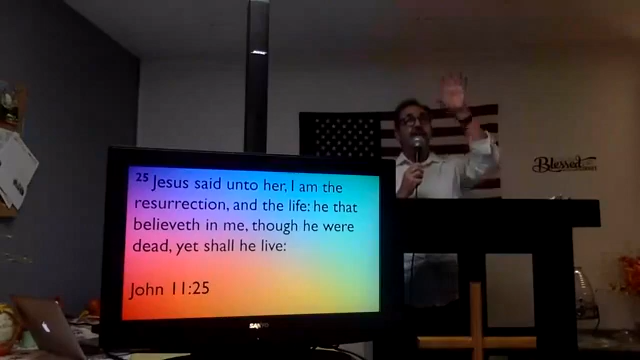 25 Jesus said unto her, I am the
resurrection, and the life: he that
believeth in me, though he were
dead, yet shall he live:
John 11:25
SANYO
Blessed